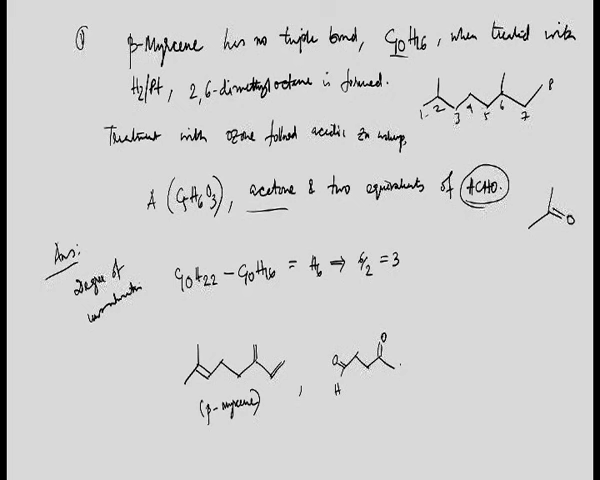 ① β-Myrcene has no triple bond, C10H16, when treated with
H2/Pt, 2,6-dimethyloctane is formed.
1 2 3 4 5 6 7 8
Treatment with ozone followed acidic Zn workup,
A (C5H6O3), acetone & two equivalents of HCHO.
O
Ans:
Degree of
unsaturation
C10H22 - C10H16 = H6 ⇒ 6/2 = 3
O O
H
(β-myrcene) ,